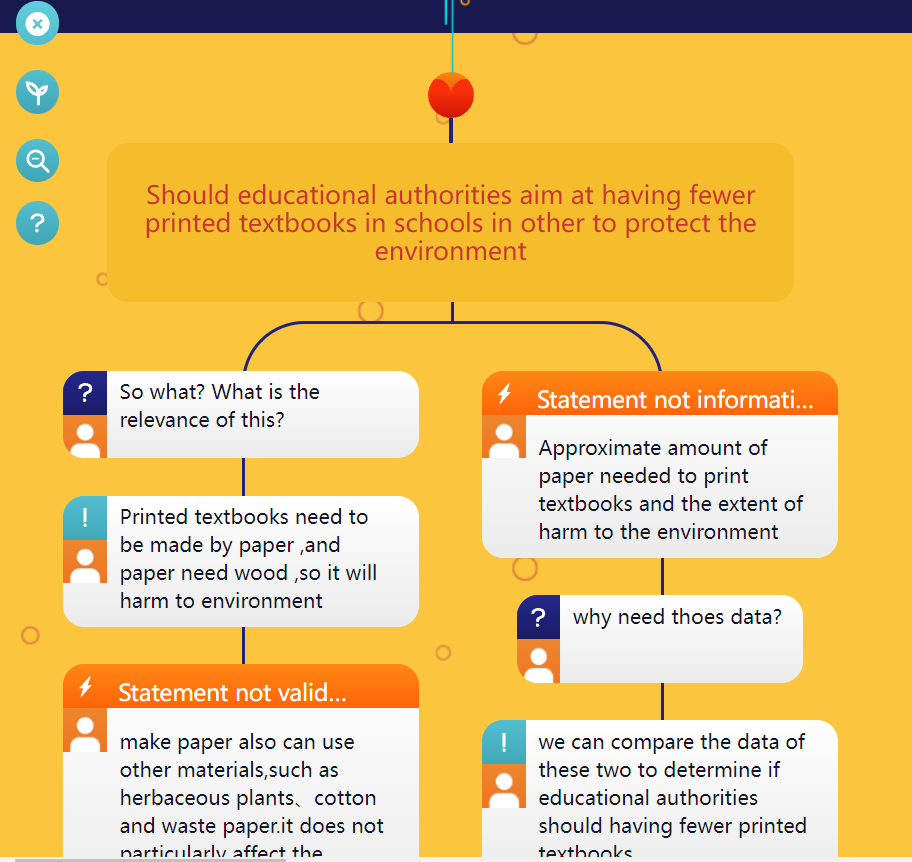 Should educational authorities aim at having fewer
printed textbooks in schools in other to protect the
environment
?
So what? What is the
relevance of this?
!
Printed textbooks need to
be made by paper ,and
paper need wood ,so it will
harm to environment
Statement not valid...
make paper also can use
other materials,such as
herbaceous plants、cotton
and waste paper.it does not
particularly affect the
Statement not informati...
Approximate amount of
paper needed to print
textbooks and the extent of
harm to the environment
?
why need thoes data?
!
we can compare the data of
these two to determine if
educational authorities
should having fewer printed
textbooks
?